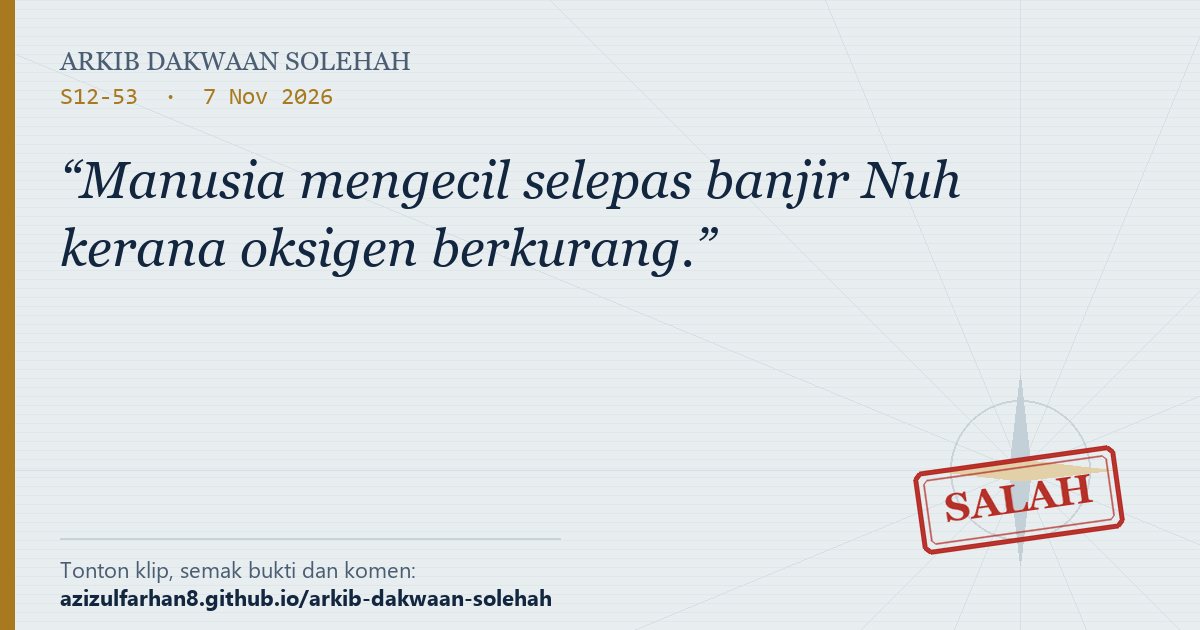 ARKIB DAKWAAN SOLEHAH
S12-53 · 7 Nov 2026
“Manusia mengecil selepas banjir Nuh
kerana oksigen berkurang.”
SALAH
Tonton klip, semak bukti dan komen:
azizulfarhan8.github.io/arkib-dakwaan-solehah